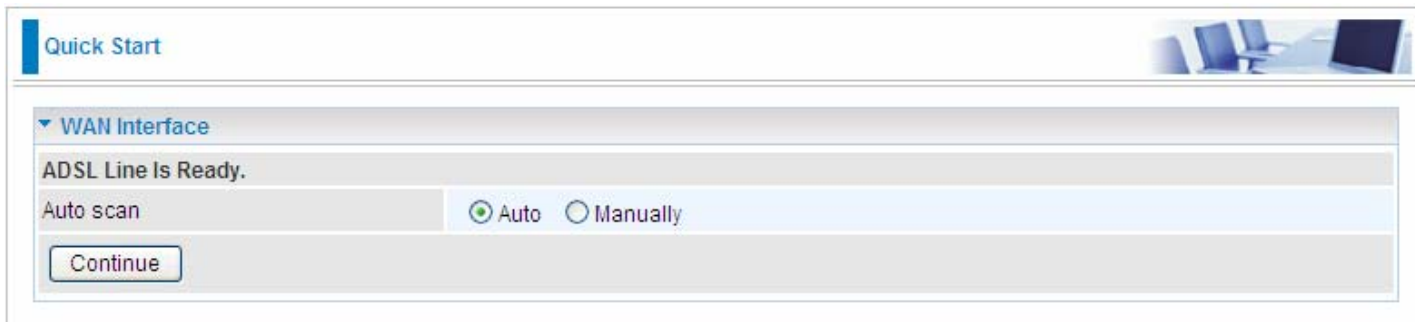 Quick Start
WAN Interface
ADSL Line Is Ready.
Auto scan Auto Manually
Continue